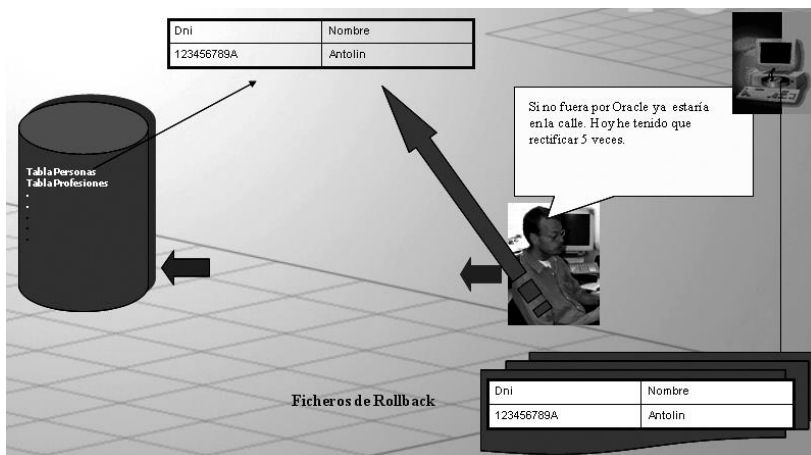 Dni Nombre
123456789A Antolin
Si no fuera por Oracle ya estaría
en la calle. Hoy he tenido que
rectificar 5 veces.
Tabla Personas
Tabla Profesiones
Ficheros de Rollback
Dni Nombre
123456789A Antolin